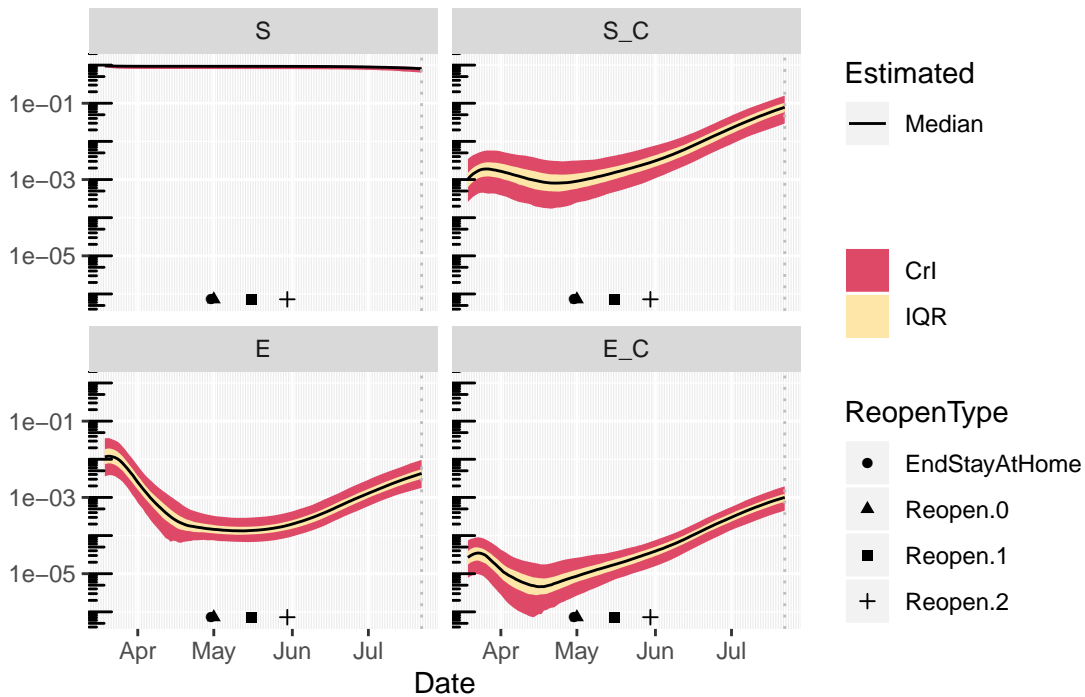 S
S_C
1e−01
1e−03
1e−05
E
E_C
1e−01
1e−03
1e−05
Apr
May
Jun
Jul
Apr
May
Jun
Jul
Date
Estimated
Median
CrI
IQR
ReopenType
EndStayAtHome
Reopen.0
Reopen.1
Reopen.2